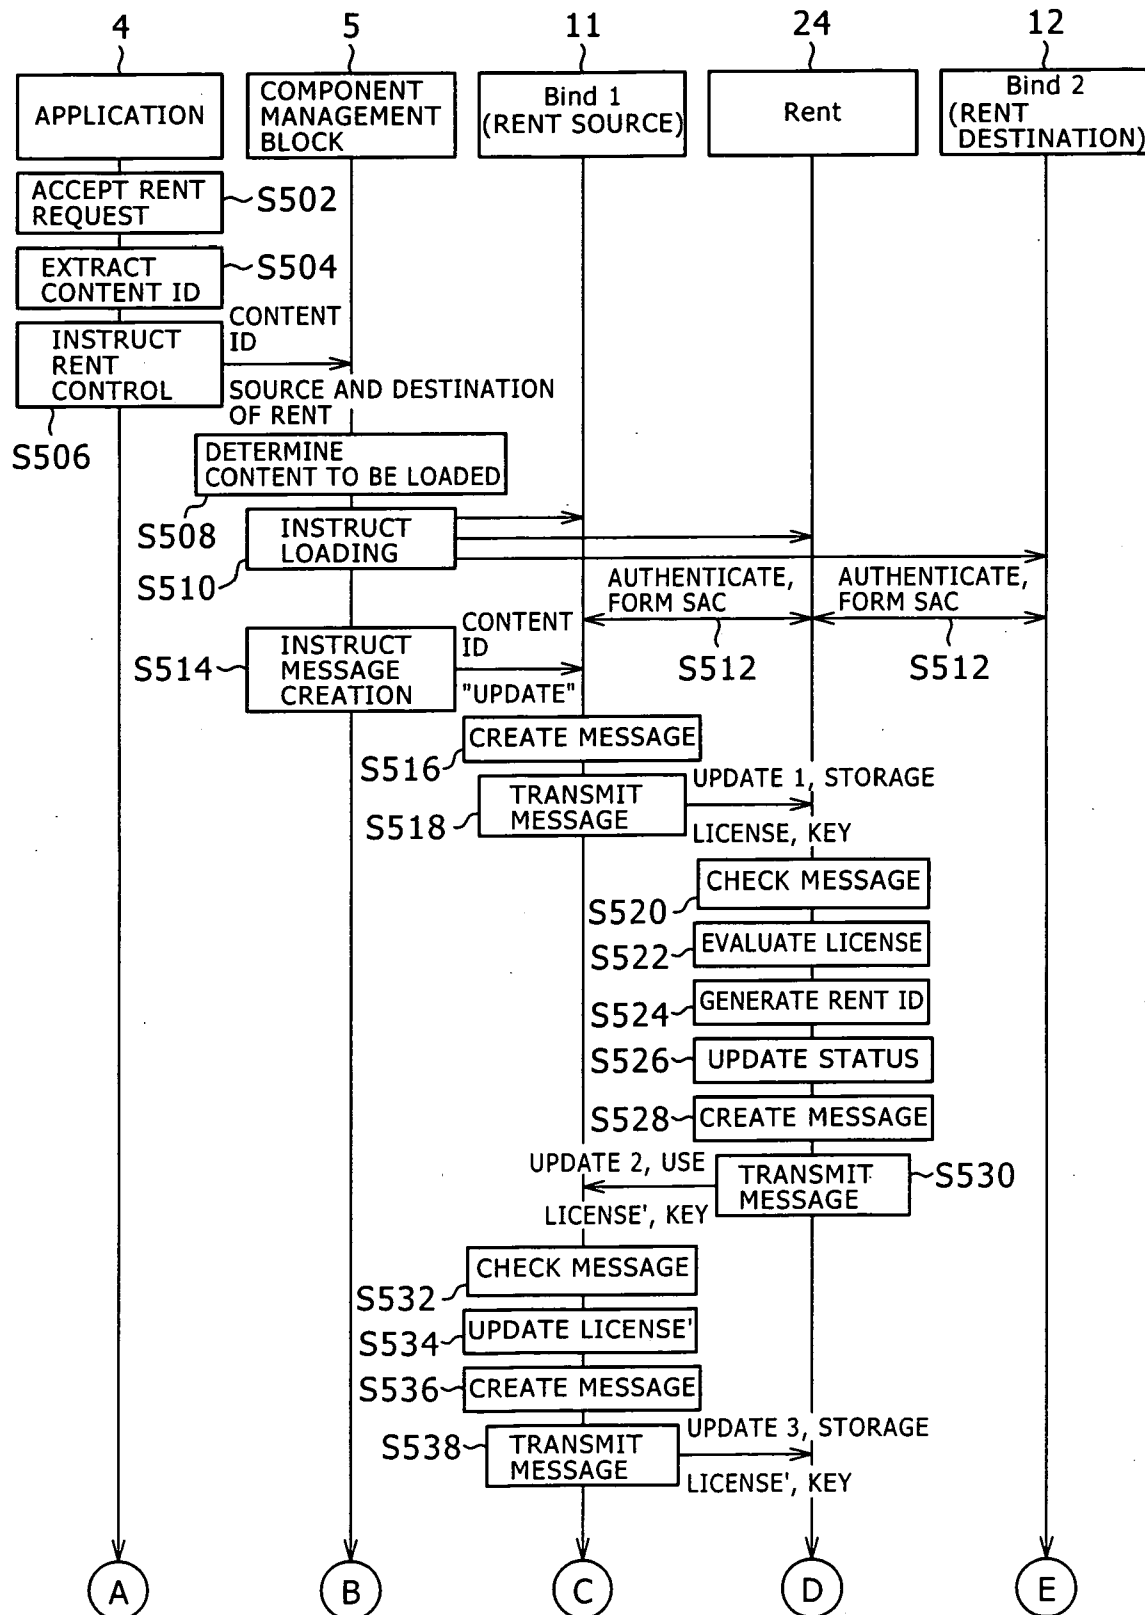 4
5
11
24
12
APPLICATION
COMPONENT
MANAGEMENT
BLOCK
Bind 1
(RENT SOURCE)
Rent
Bind 2
(RENT
DESTINATION)
ACCEPT RENT
REQUEST
S502
EXTRACT
CONTENT ID
S504
INSTRUCT
RENT
CONTROL
S506
CONTENT
ID
SOURCE AND DESTINATION
OF RENT
DETERMINE
CONTENT TO BE LOADED
S508
INSTRUCT
LOADING
S510
AUTHENTICATE,
FORM SAC
S512
AUTHENTICATE,
FORM SAC
S512
S514
INSTRUCT
MESSAGE
CREATION
CONTENT
ID
"UPDATE"
CREATE MESSAGE
S516
TRANSMIT
MESSAGE
S518
UPDATE 1, STORAGE
LICENSE, KEY
CHECK MESSAGE
S520
EVALUATE LICENSE
S522
GENERATE RENT ID
S524
UPDATE STATUS
S526
CREATE MESSAGE
S528
TRANSMIT
MESSAGE
S530
UPDATE 2, USE
LICENSE', KEY
CHECK MESSAGE
S532
UPDATE LICENSE'
S534
CREATE MESSAGE
S536
TRANSMIT
MESSAGE
S538
UPDATE 3, STORAGE
LICENSE', KEY
A
B
C
D
E